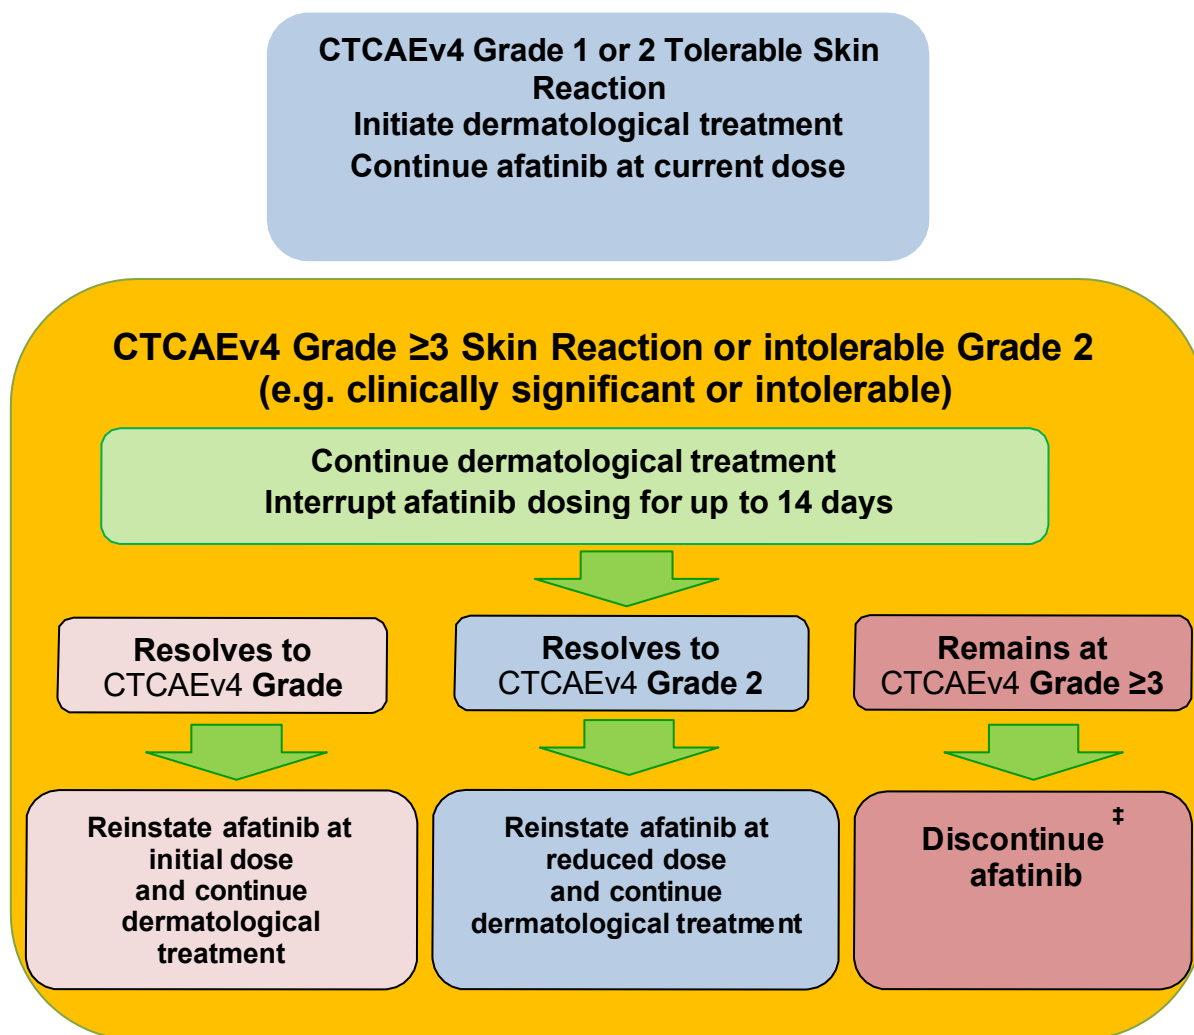 CTCAEv4 Grade 1 or 2 Tolerable Skin
Reaction
Initiate dermatological treatment
Continue afatinib at current dose
CTCAEv4 Grade ≥3 Skin Reaction or intolerable Grade 2
(e.g. clinically significant or intolerable)
Continue dermatological treatment
Interrupt afatinib dosing for up to 14 days
Resolves to
CTCAEv4 Grade
Resolves to
CTCAEv4 Grade 2
Remains at
CTCAEv4 Grade ≥3
Reinstate afatinib at
initial dose
and continue
dermatological
treatment
Reinstate afatinib at
reduced dose
and continue
dermatological treatment
Discontinue ‡
afatinib